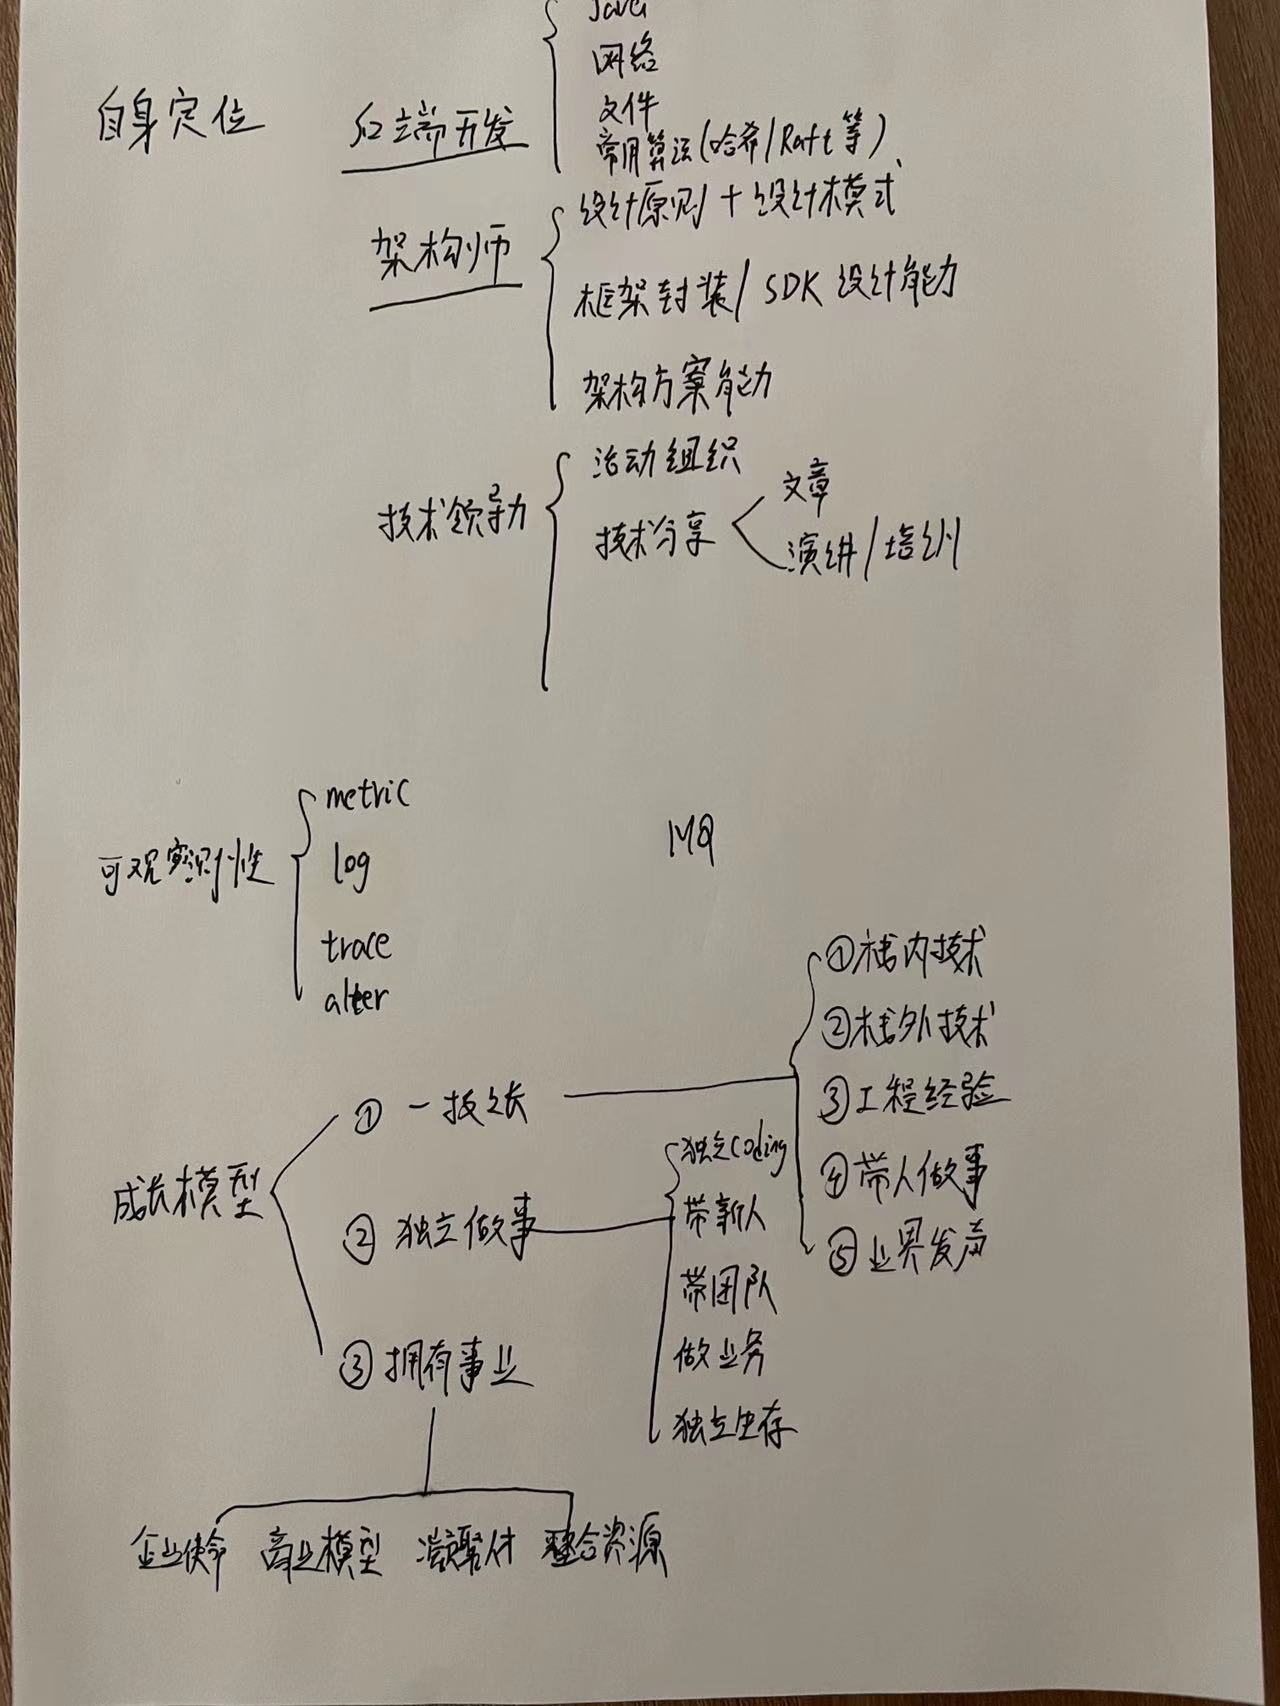 Java
网络
文件
常用算法(哈希/Raft等)
自身定位 后端开发
设计原则+设计模式
架构师
框架封装/SDK设计能力
架构方案能力
活动组织
技术领导力 技术分享
文章
演讲/培训
metric
可观察测性
log
trace
alter
MQ
①栈内技术
②栈外技术
③工程经验
④带人做事
⑤业界发声
①一技之长
成长模型
②独立做事
独立Coding
带新人
带团队
做业务
独立生存
③拥有事业
企业使命 商业模型 凝聚人才 整合资源